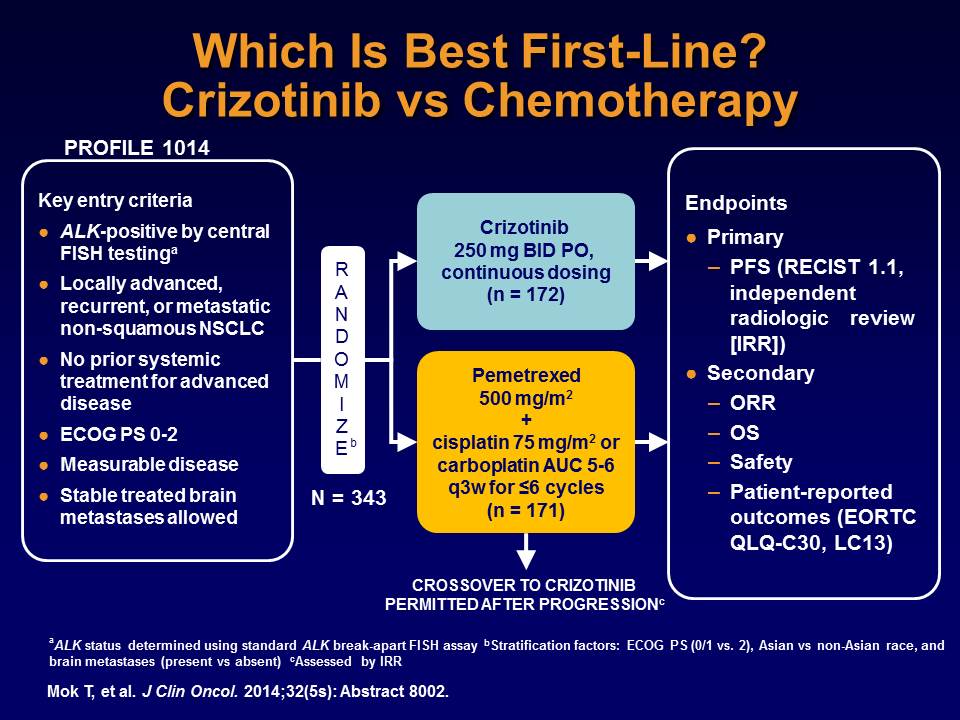 Which Is Best First-Line?
Crizotinib vs Chemotherapy
PROFILE 1014
Key entry criteria
● ALK-positive by central
FISH testingᵃ
● Locally advanced,
recurrent, or metastatic
non-squamous NSCLC
● No prior systemic
treatment for advanced
disease
● ECOG PS 0-2
● Measurable disease
● Stable treated brain
metastases allowed
R
A
N
D
O
M
I
Z
E ᵇ
N = 343
Crizotinib
250 mg BID PO,
continuous dosing
(n = 172)
Pemetrexed
500 mg/m²
+
cisplatin 75 mg/m² or
carboplatin AUC 5-6
q3w for ≤6 cycles
(n = 171)
CROSSOVER TO CRIZOTINIB
PERMITTED AFTER PROGRESSIONᶜ
Endpoints
● Primary
– PFS (RECIST 1.1,
independent
radiologic review
[IRR])
● Secondary
– ORR
– OS
– Safety
– Patient-reported
outcomes (EORTC
QLQ-C30, LC13)
ᵃALK status determined using standard ALK break-apart FISH assay ᵇStratification factors: ECOG PS (0/1 vs. 2), Asian vs non-Asian race, and
brain metastases (present vs absent) ᶜAssessed by IRR
Mok T, et al. J Clin Oncol. 2014;32(5s): Abstract 8002.